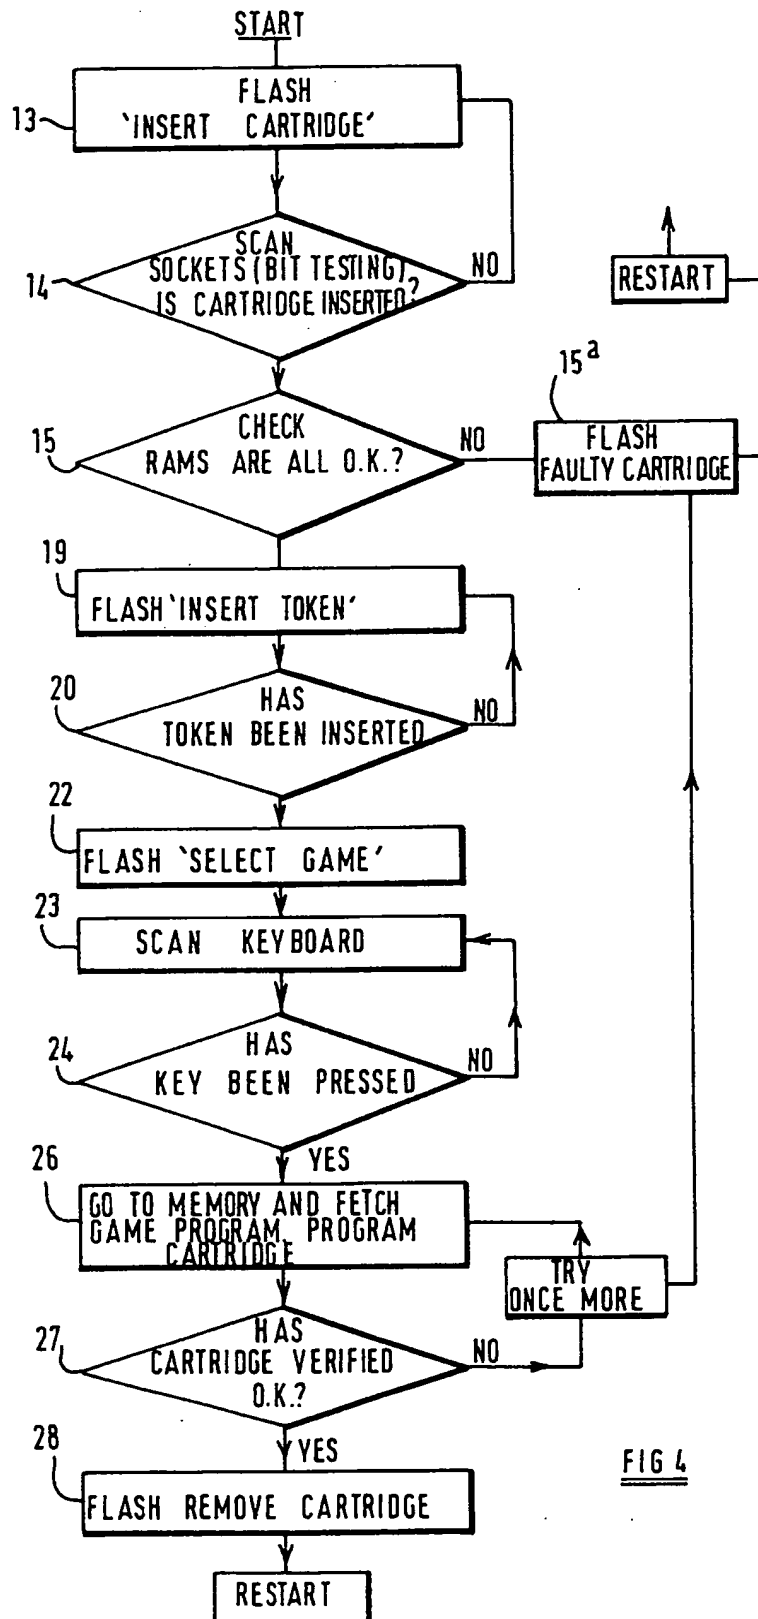 START
13
FLASH
‵INSERT CARTRIDGE′
14
SCAN
SOCKETS (BIT TESTING)
IS CARTRIDGE INSERTED?
NO
RESTART
15
CHECK
RAMS ARE ALL O.K.?
NO
15a
FLASH
FAULTY CARTRIDGE
19
FLASH ‵INSERT TOKEN′
20
HAS
TOKEN BEEN INSERTED
NO
22
FLASH ‵SELECT GAME′
23
SCAN KEYBOARD
24
HAS
KEY BEEN PRESSED
NO
YES
26
GO TO MEMORY AND FETCH
GAME PROGRAM, PROGRAM
CARTRIDGE
TRY
ONCE MORE
27
HAS
CARTRIDGE VERIFIED
O.K.?
NO
YES
28
FLASH REMOVE CARTRIDGE
RESTART
FIG 4